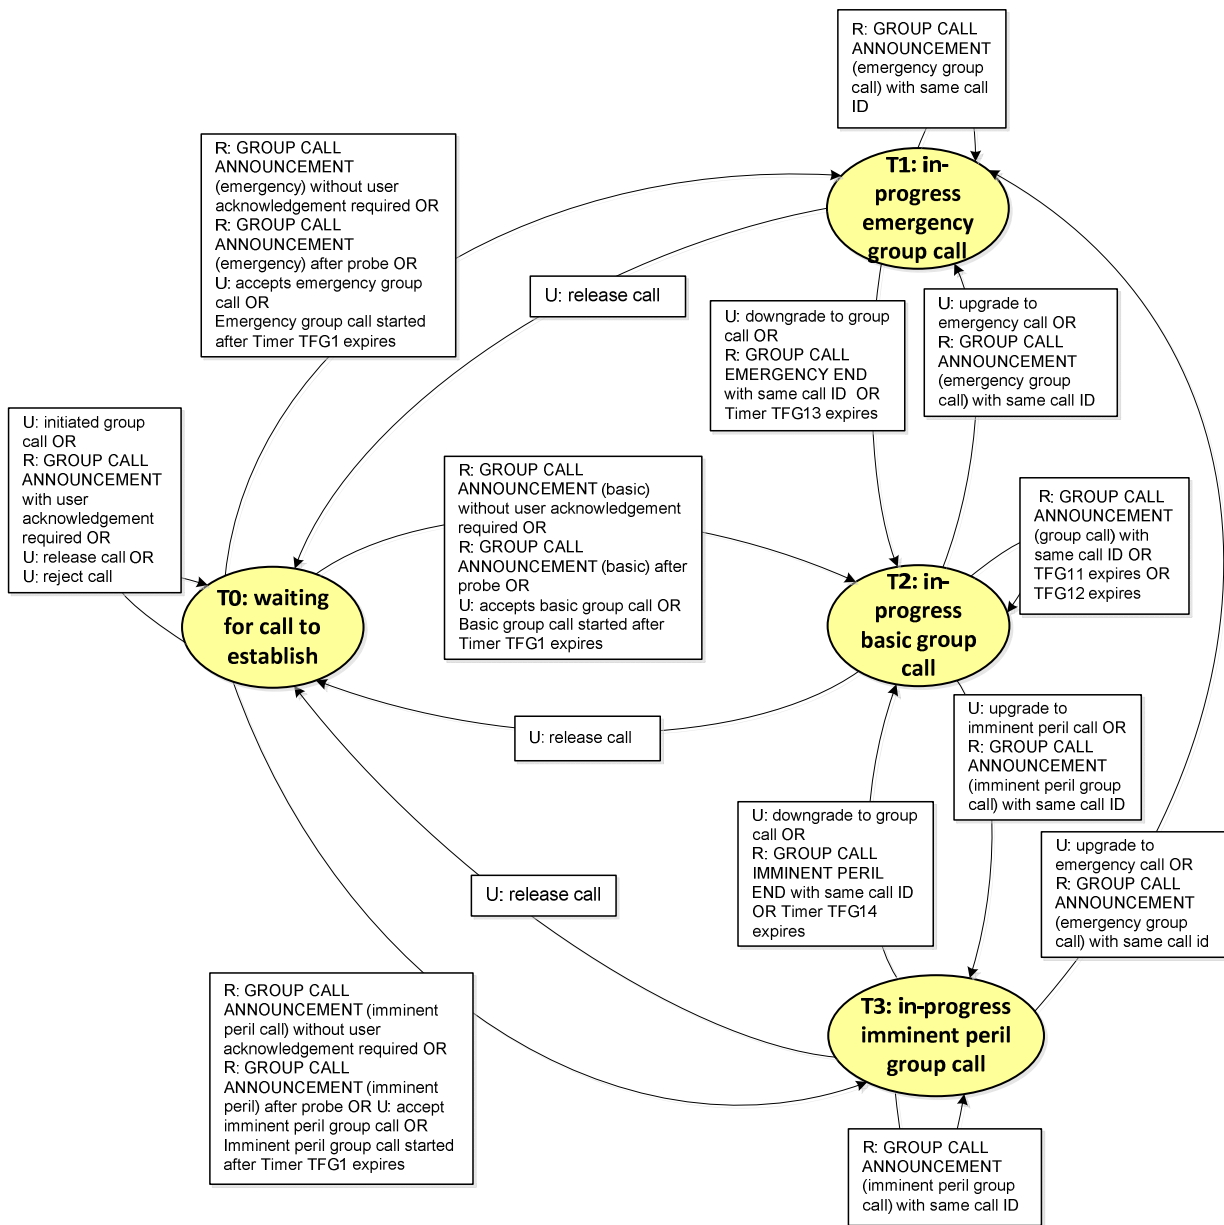 R: GROUP CALL
ANNOUNCEMENT
(emergency group
call) with same call
ID
R: GROUP CALL
ANNOUNCEMENT
(emergency) without user
acknowledgement required OR
R: GROUP CALL
ANNOUNCEMENT
(emergency) after probe OR
U: accepts emergency group
call OR
Emergency group call started
after Timer TFG1 expires
T1: in-
progress
emergency
group call
U: release call
U: downgrade to group
call OR
R: GROUP CALL
EMERGENCY END
with same call ID OR
Timer TFG13 expires
U: upgrade to
emergency call OR
R: GROUP CALL
ANNOUNCEMENT
(emergency group
call) with same call ID
U: initiated group
call OR
R: GROUP CALL
ANNOUNCEMENT
with user
acknowledgement
required OR
U: release call OR
U: reject call
R: GROUP CALL
ANNOUNCEMENT (basic)
without user acknowledgement
required OR
R: GROUP CALL
ANNOUNCEMENT (basic) after
probe OR
U: accepts basic group call OR
Basic group call started after
Timer TFG1 expires
R: GROUP CALL
ANNOUNCEMENT
(group call) with
same call ID OR
TFG11 expires OR
TFG12 expires
T0: waiting
for call to
establish
T2: in-
progress
basic group
call
U: release call
U: upgrade to
imminent peril call OR
R: GROUP CALL
ANNOUNCEMENT
(imminent peril group
call) with same call ID
U: downgrade to group
call OR
R: GROUP CALL
IMMINENT PERIL
END with same call ID
OR Timer TFG14
expires
U: upgrade to
emergency call OR
R: GROUP CALL
ANNOUNCEMENT
(emergency group
call) with same call id
U: release call
R: GROUP CALL
ANNOUNCEMENT (imminent
peril call) without user
acknowledgement required OR
R: GROUP CALL
ANNOUNCEMENT (imminent
peril) after probe OR U: accept
imminent peril group call OR
Imminent peril group call started
after Timer TFG1 expires
T3: in-progress
imminent peril
group call
R: GROUP CALL
ANNOUNCEMENT
(imminent peril group
call) with same call ID